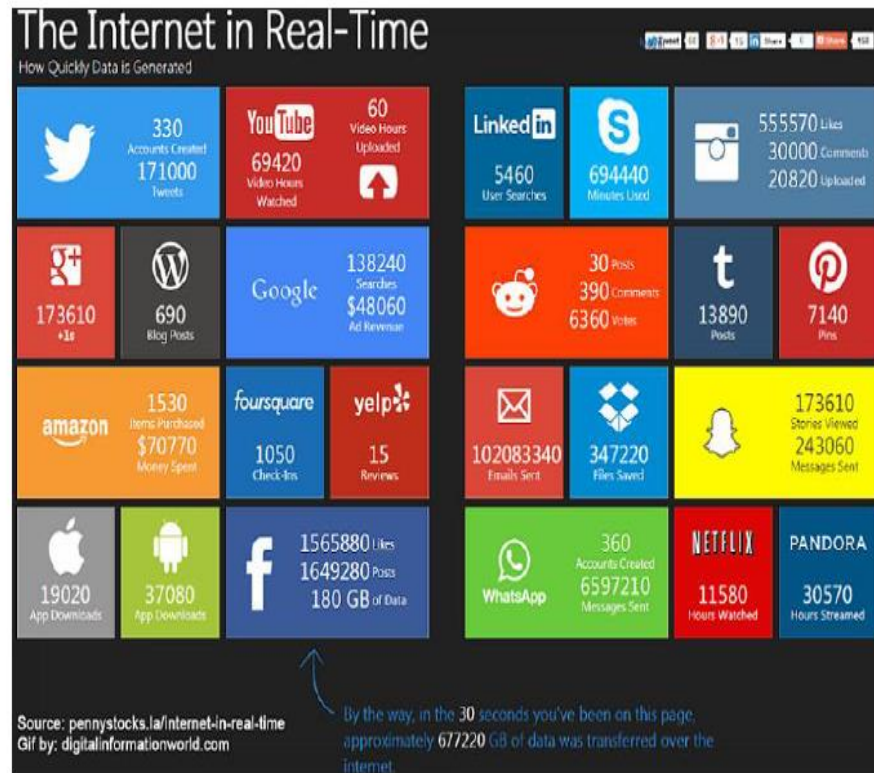 The Internet in Real-Time
How Quickly Data is Generated
Tweet
Share
Share
330
Accounts Created
171000
Tweets
YouTube
69420
Video Hours
Watched
60
Video Hours
Uploaded
Linked in
5460
User Searches
S
694440
Minutes Used
555570 Likes
30000 Comments
20820 Uploaded
g+
173610
+1s
W
690
Blog Posts
Google
138240
Searches
$48060
Ad Revenue
30 Posts
390 Comments
6360 Votes
t
13890
Posts
7140
Pins
amazon
1530
Items Purchased
$70770
Money Spent
foursquare
1050
Check-Ins
yelp
15
Reviews
102083340
Emails Sent
347220
Files Saved
173610
Stories Viewed
243060
Messages Sent
19020
App Downloads
37080
App Downloads
f
1565880 Likes
1649280 Posts
180 GB of Data
WhatsApp
360
Accounts Created
6597210
Messages Sent
NETFLIX
11580
Hours Watched
PANDORA
30570
Hours Streamed
Source: pennystocks.la/internet-in-real-time
Gif by: digitalinformationworld.com
By the way, in the 30 seconds you've been on this page,
approximately 677220 GB of data was transferred over the
internet.